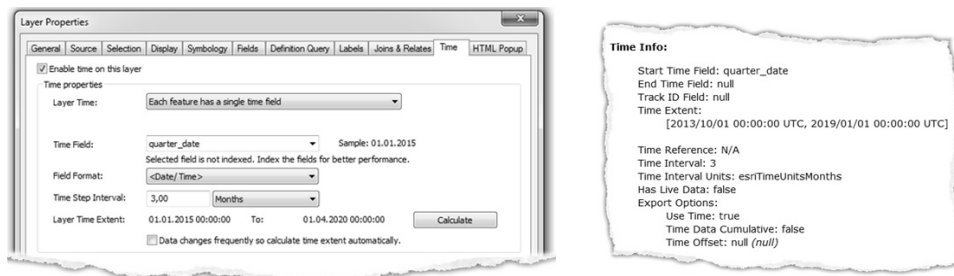 Layer Properties
General Source Selection Display Symbology Fields Definition Query Labels Joins & Relates Time HTML Popup
Enable time on this layer
Time properties
Layer Time: Each feature has a single time field
Time Field: quarter_date Sample: 01.01.2015
Selected field is not indexed. Index the fields for better performance.
Field Format: <Date/Time>
Time Step Interval: 3,00 Months
Layer Time Extent: 01.01.2015 00:00:00 To: 01.04.2020 00:00:00 Calculate
Data changes frequently so calculate time extent automatically.
Time Info:
Start Time Field: quarter_date
End Time Field: null
Track ID Field: null
Time Extent:
[2013/10/01 00:00:00 UTC, 2019/01/01 00:00:00 UTC]
Time Reference: N/A
Time Interval: 3
Time Interval Units: esriTimeUnitsMonths
Has Live Data: false
Export Options:
Use Time: true
Time Data Cumulative: false
Time Offset: null (null)